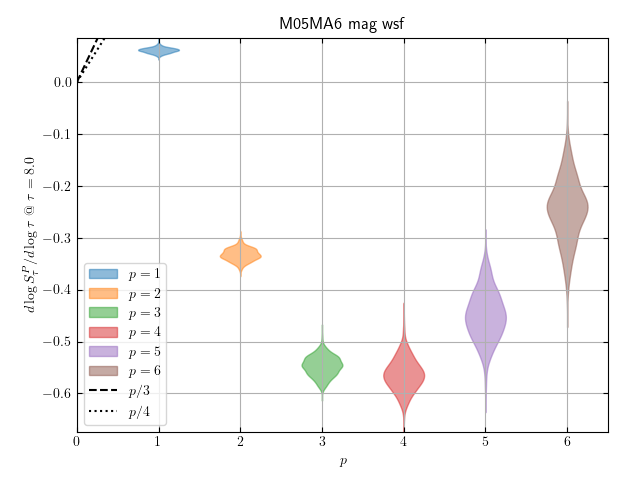 M05MA6 mag wsf
d log S_τ^P / d log τ @ τ = 8.0
0.0
−0.1
−0.2
−0.3
−0.4
−0.5
−0.6
p = 1
p = 2
p = 3
p = 4
p = 5
p = 6
p/3
p/4
0 1 2 3 4 5 6
p